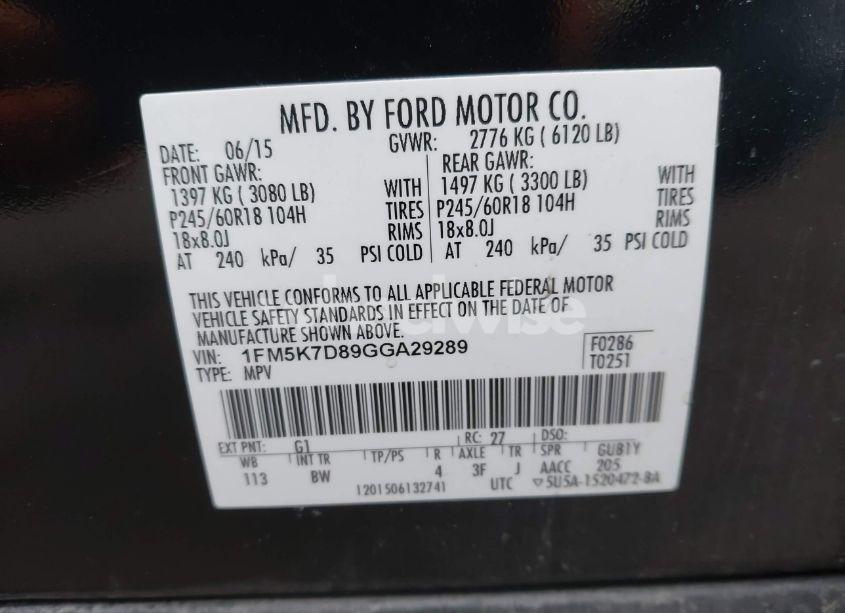 MFD. BY FORD MOTOR CO.
DATE: 06/15 GVWR: 2776 KG ( 6120 LB)
FRONT GAWR: REAR GAWR:
1397 KG ( 3080 LB) WITH 1497 KG ( 3300 LB) WITH
P245/60R18 104H TIRES P245/60R18 104H TIRES
18x8.0J RIMS 18x8.0J RIMS
AT 240 kPa/ 35 PSI COLD AT 240 kPa/ 35 PSI COLD
THIS VEHICLE CONFORMS TO ALL APPLICABLE FEDERAL MOTOR
VEHICLE SAFETY STANDARDS IN EFFECT ON THE DATE OF
MANUFACTURE SHOWN ABOVE.
VIN: 1FM5K7D89GGA29289 F0286
TYPE: MPV T0251
EXT PNT: G1 RC: 27 DSO:
WB INT TR TP/PS R AXLE TR SPR GUB1Y
113 BW 4 3F J AACC 205
1201506132741 UTC ▽5USA-1520472-BA